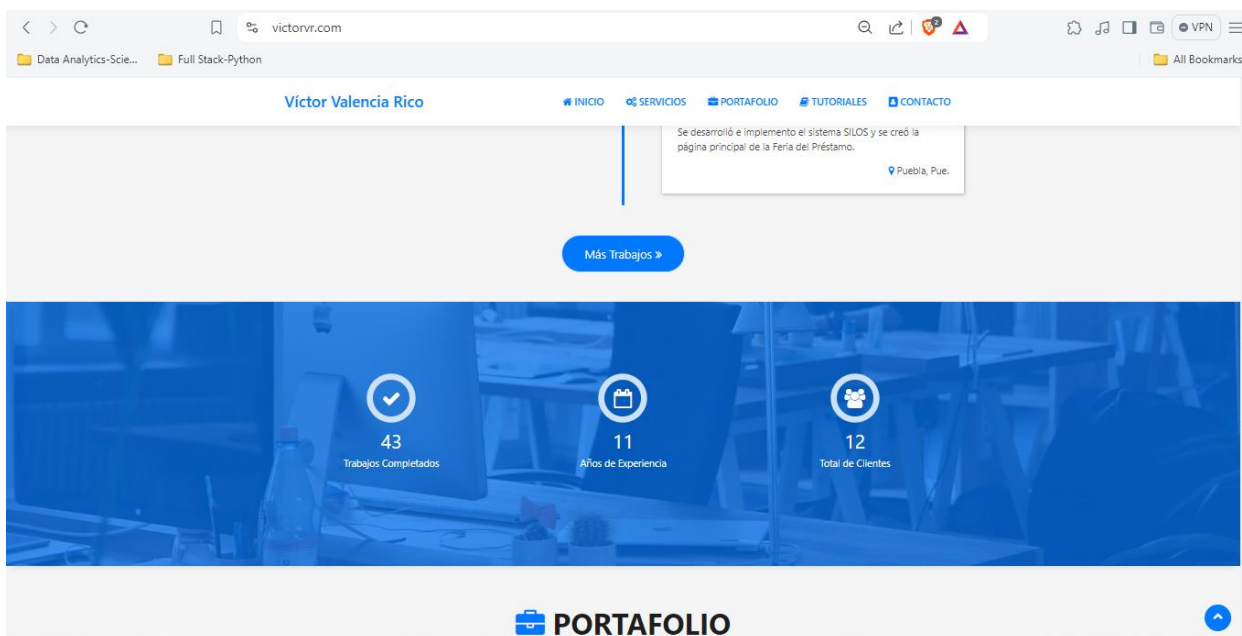 victorvr.com
2
VPN
Data Analytics-Scie...
Full Stack-Python
All Bookmarks
Víctor Valencia Rico
INICIO
SERVICIOS
PORTAFOLIO
TUTORIALES
CONTACTO
Se desarrolló e implemento el sistema SILOS y se creó la
página principal de la Feria del Préstamo.
Puebla, Pue.
Más Trabajos »
43
Trabajos Completados
11
Años de Experiencia
12
Total de Clientes
PORTAFOLIO